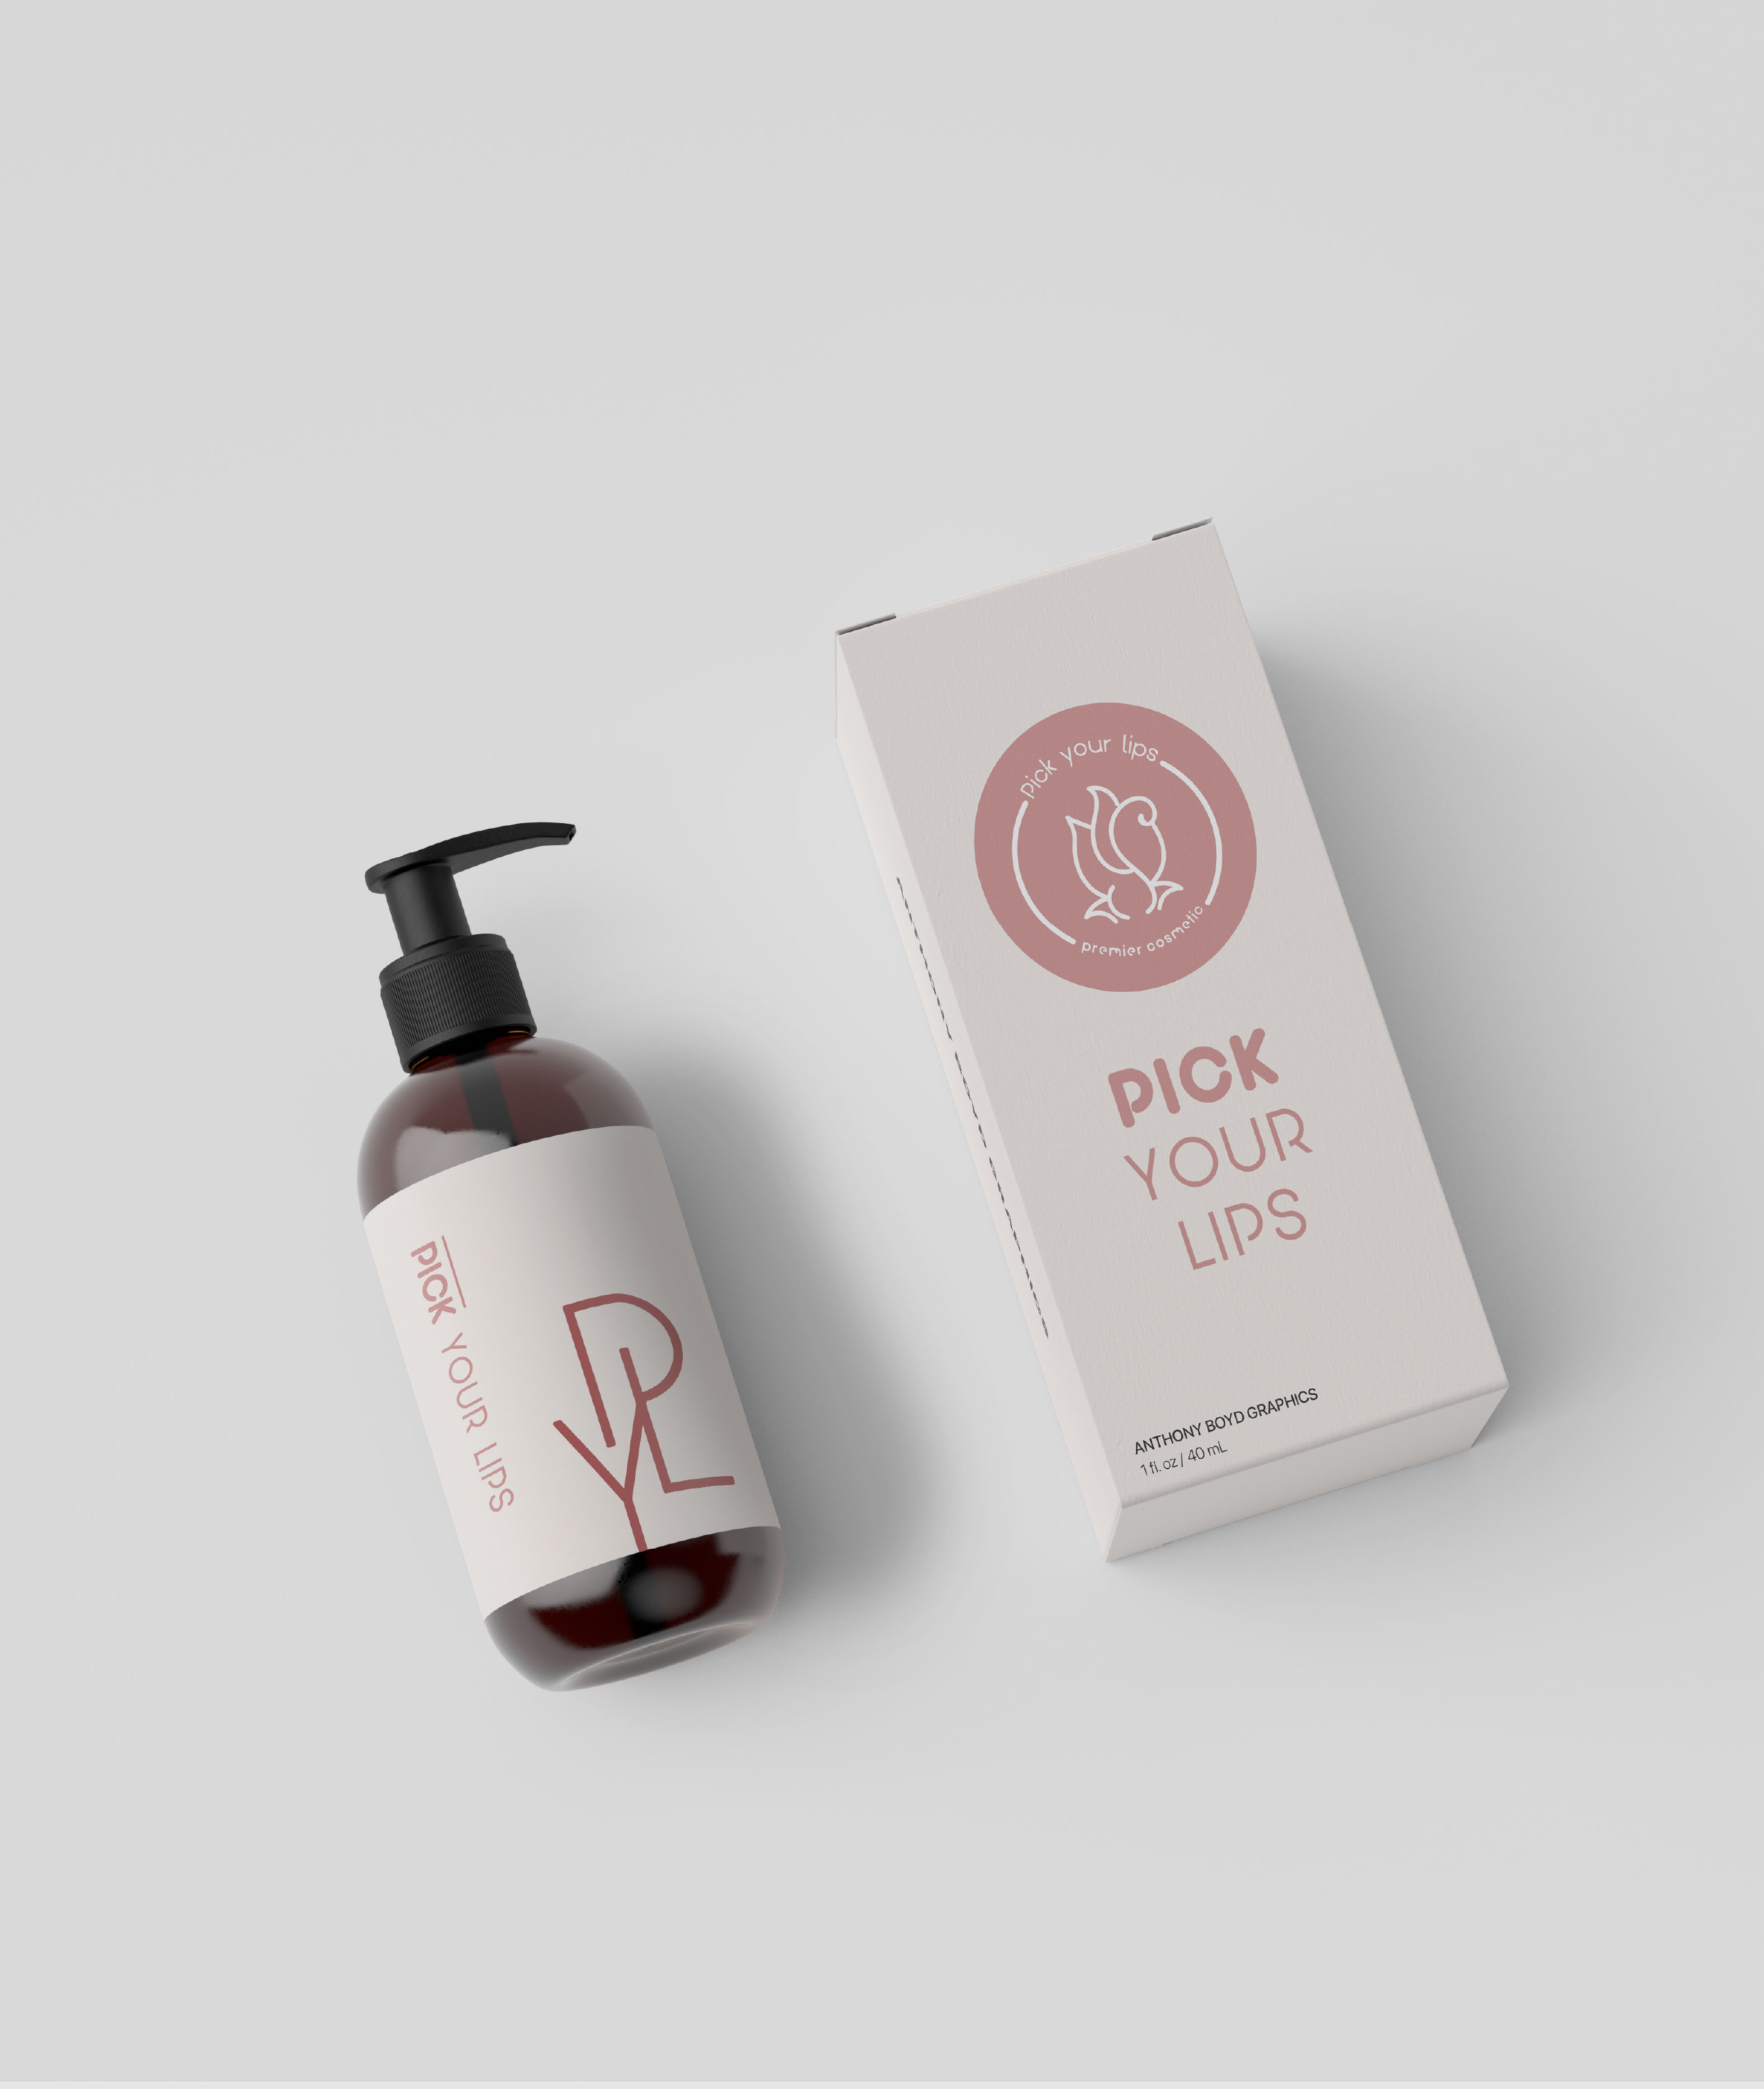 PICK YOUR LIPS
PYL
pick your lips
premier cosmetic
PICK
YOUR
LIPS
ANTHONY BOYD GRAPHICS
1 fl. oz / 40 mL